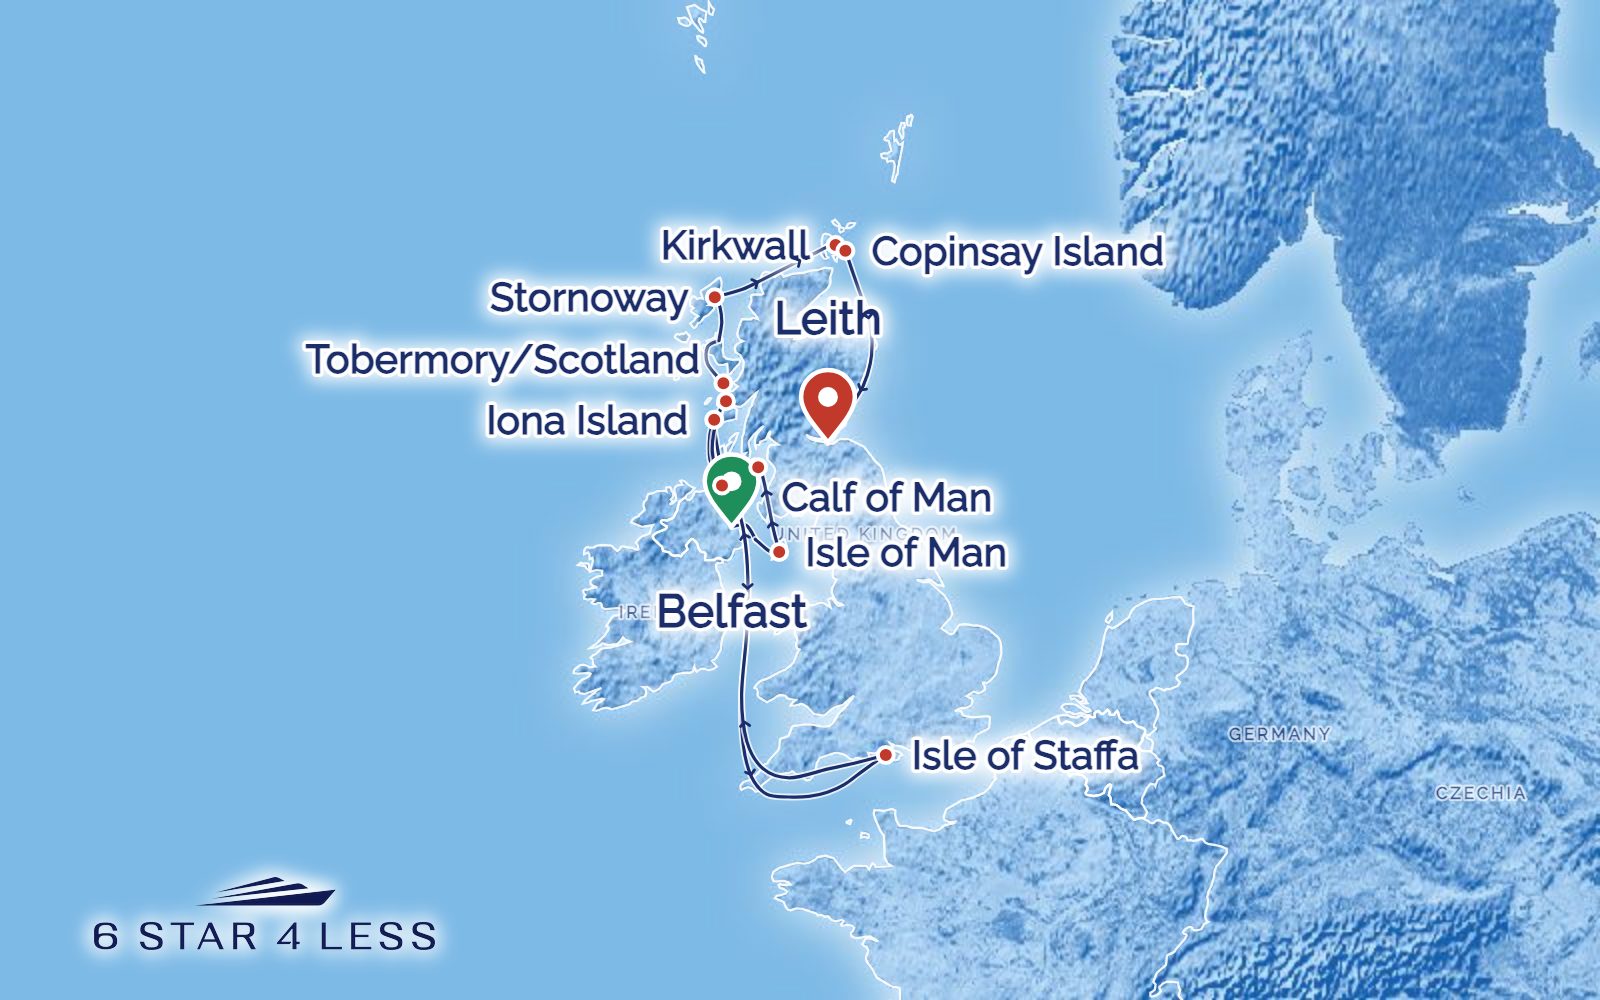 Kirkwall
Copinsay Island
Stornoway
Leith
Tobermory/Scotland
Iona Island
Calf of Man
UNITED KINGDOM
Isle of Man
IRE
Belfast
GERMANY
Isle of Staffa
CZECHIA
6 STAR 4 LESS